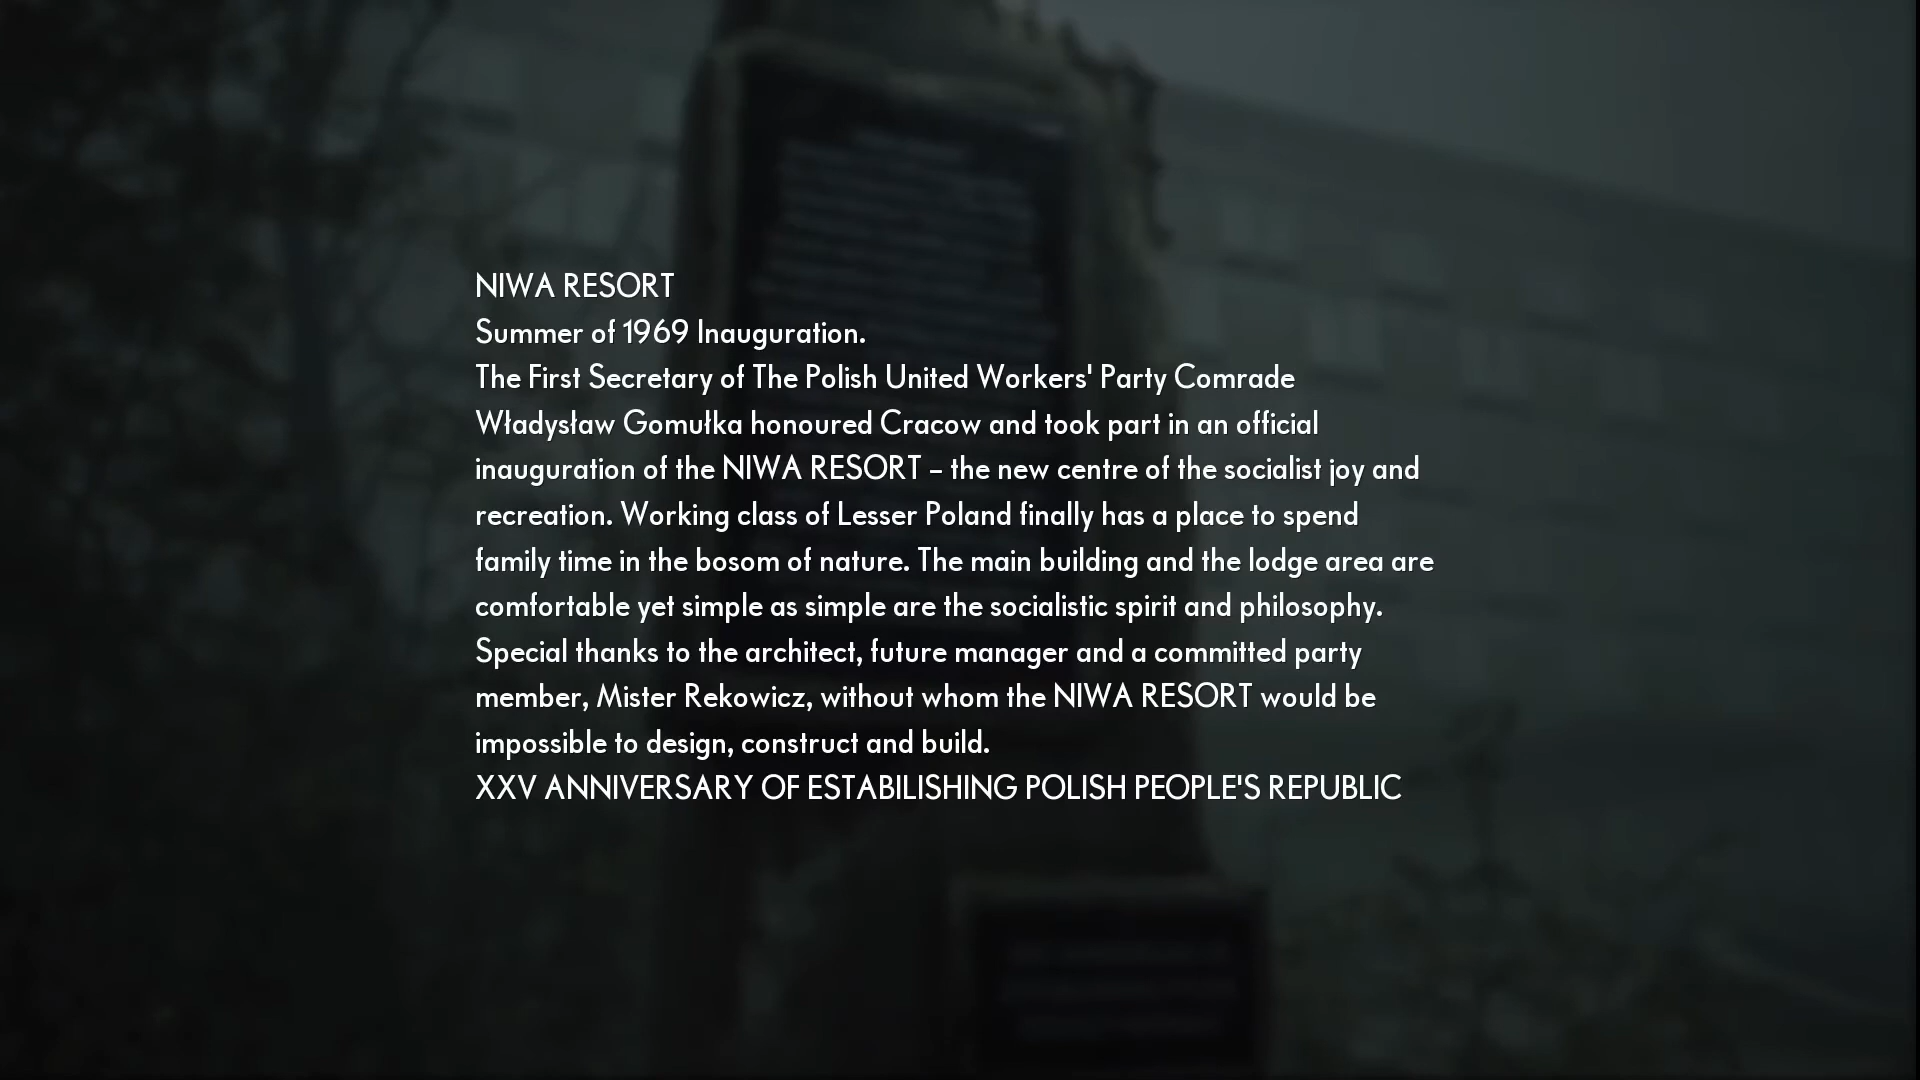 NIWA RESORT
Summer of 1969 Inauguration.
The First Secretary of The Polish United Workers' Party Comrade
Władysław Gomułka honoured Cracow and took part in an official
inauguration of the NIWA RESORT – the new centre of the socialist joy and
recreation. Working class of Lesser Poland finally has a place to spend
family time in the bosom of nature. The main building and the lodge area are
comfortable yet simple as simple are the socialistic spirit and philosophy.
Special thanks to the architect, future manager and a committed party
member, Mister Rekowicz, without whom the NIWA RESORT would be
impossible to design, construct and build.
XXV ANNIVERSARY OF ESTABILISHING POLISH PEOPLE'S REPUBLIC